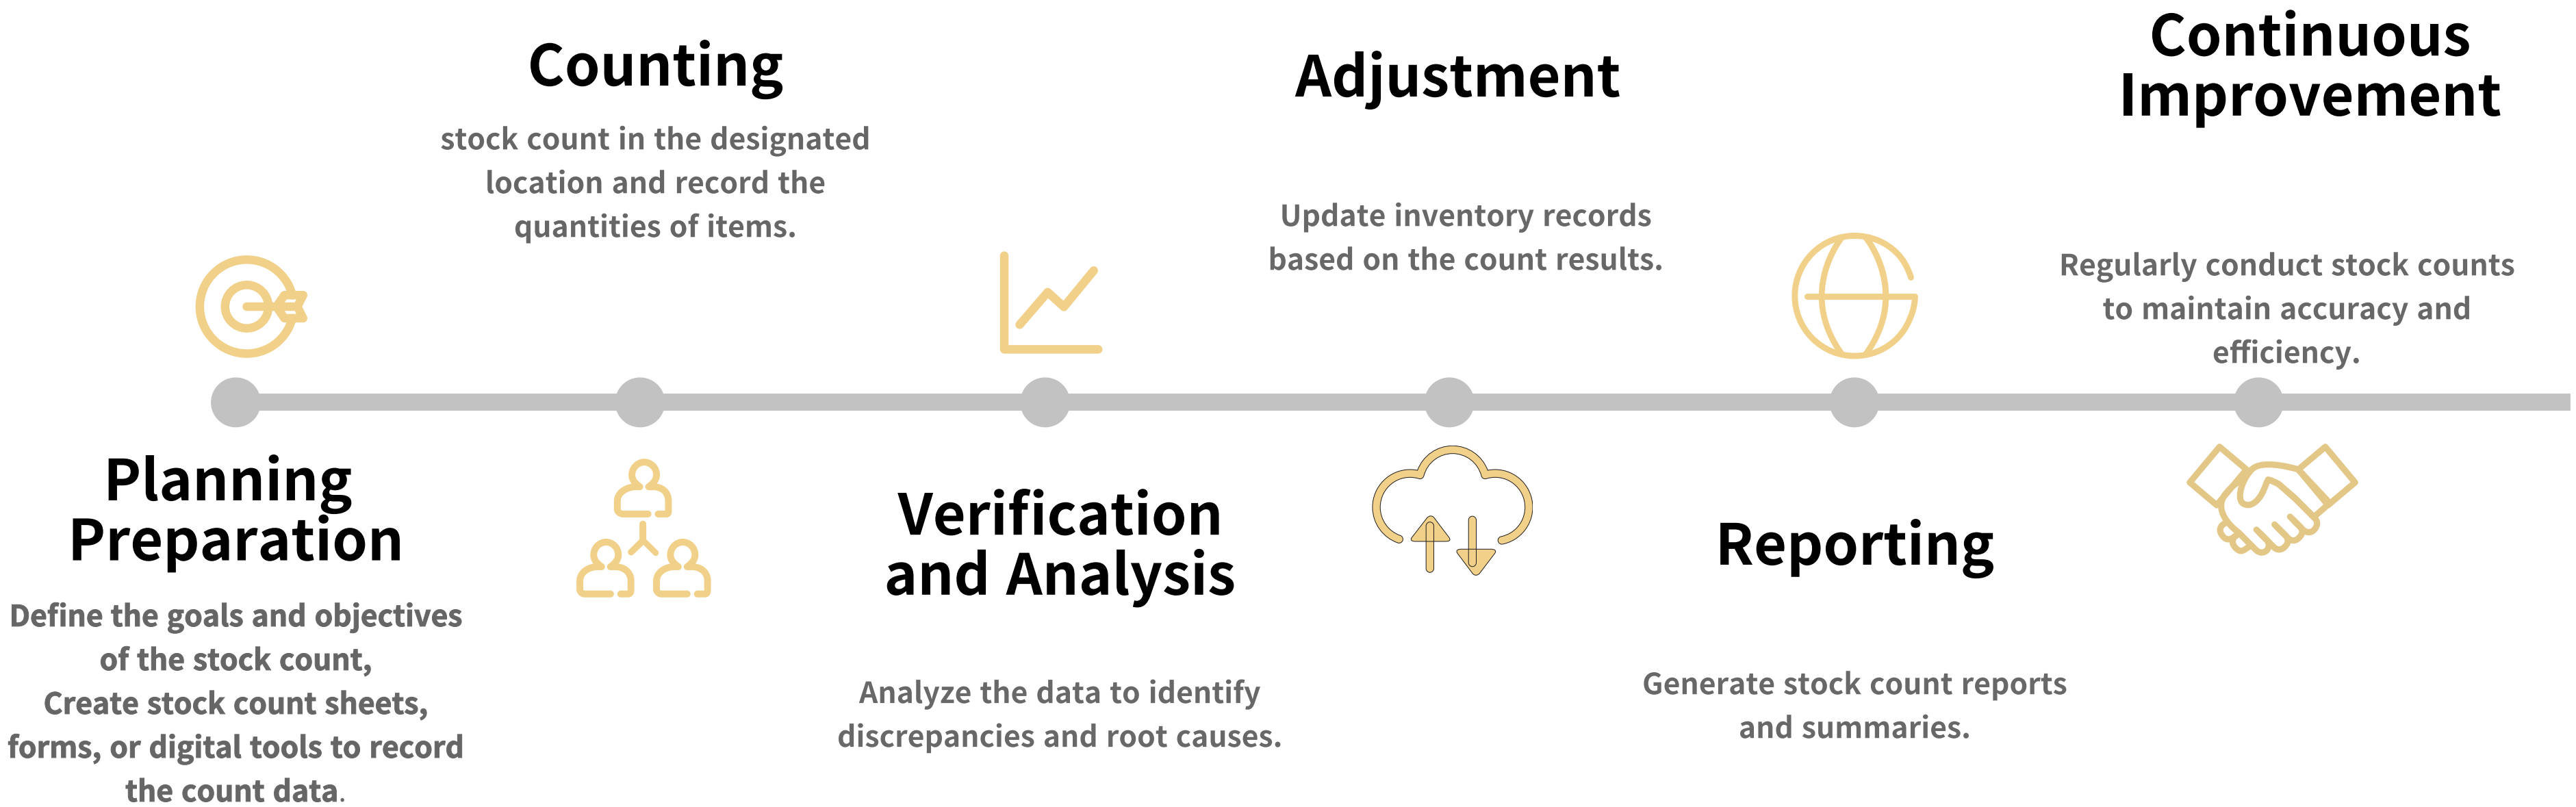 Planning
Preparation
Define the goals and objectives
of the stock count,
Create stock count sheets,
forms, or digital tools to record
the count data.
Counting
stock count in the designated
location and record the
quantities of items.
Verification
and Analysis
Analyze the data to identify
discrepancies and root causes.
Adjustment
Update inventory records
based on the count results.
Reporting
Generate stock count reports
and summaries.
Continuous
Improvement
Regularly conduct stock counts
to maintain accuracy and
efficiency.